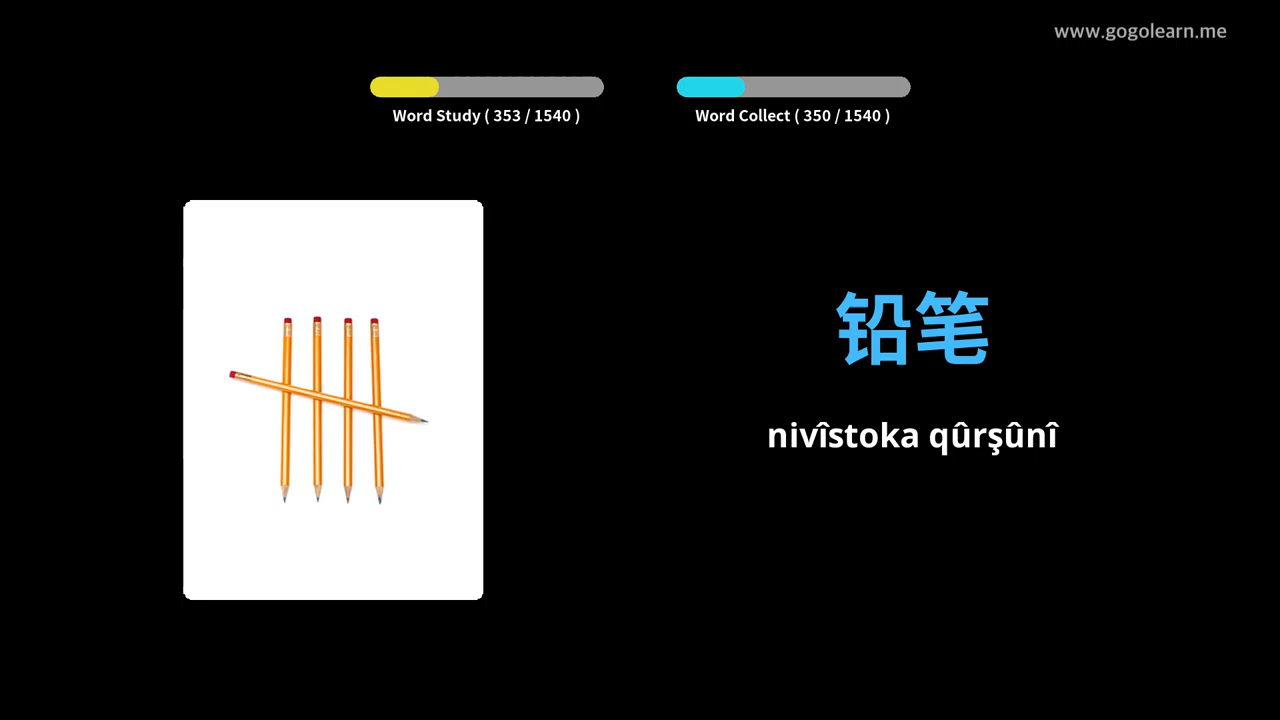 www.gogolearn.me
Word Study ( 353 / 1540 )
Word Collect ( 350 / 1540 )
铅笔
nivîstoka qûrşûnî